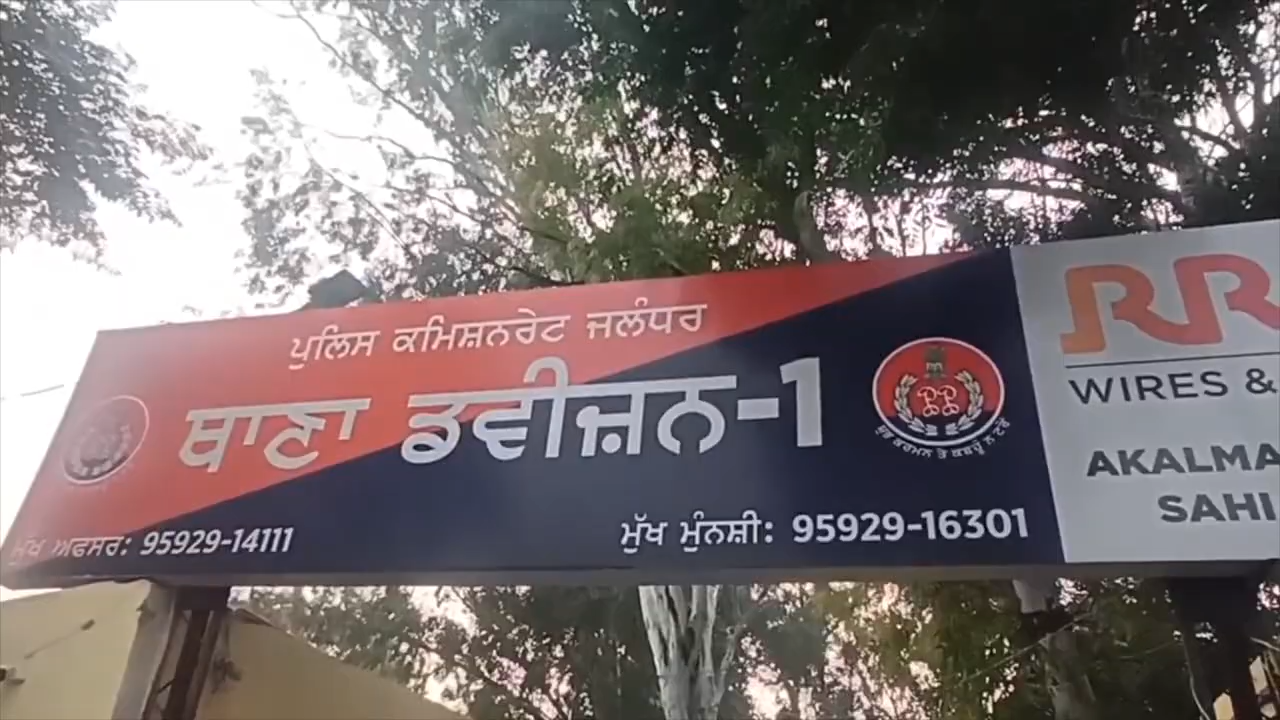 ਪੁਲਿਸ ਕਮਿਸ਼ਨਰੇਟ ਜਲੰਧਰ
ਥਾਣਾ ਡਵੀਜ਼ਨ-1
ਮੁੱਖ ਅਫਸਰ: 95929-14111
ਮੁੱਖ ਮੁੰਨਸ਼ੀ: 95929-16301
RR
WIRES &
AKALMA
SAHI